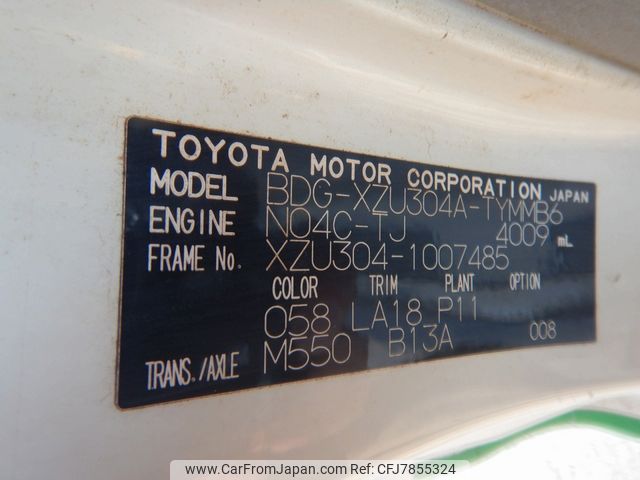 TOYOTA MOTOR CORPORATION JAPAN
MODEL BDG-XZU304A-TYMMB6
ENGINE N04C-TJ 4009 mL
FRAME No. XZU304-1007485
COLOR TRIM PLANT OPTION
058 LA18 P11
TRANS./AXLE M550 B13A 008
www.CarFromJapan.com ID:CFJ7855324